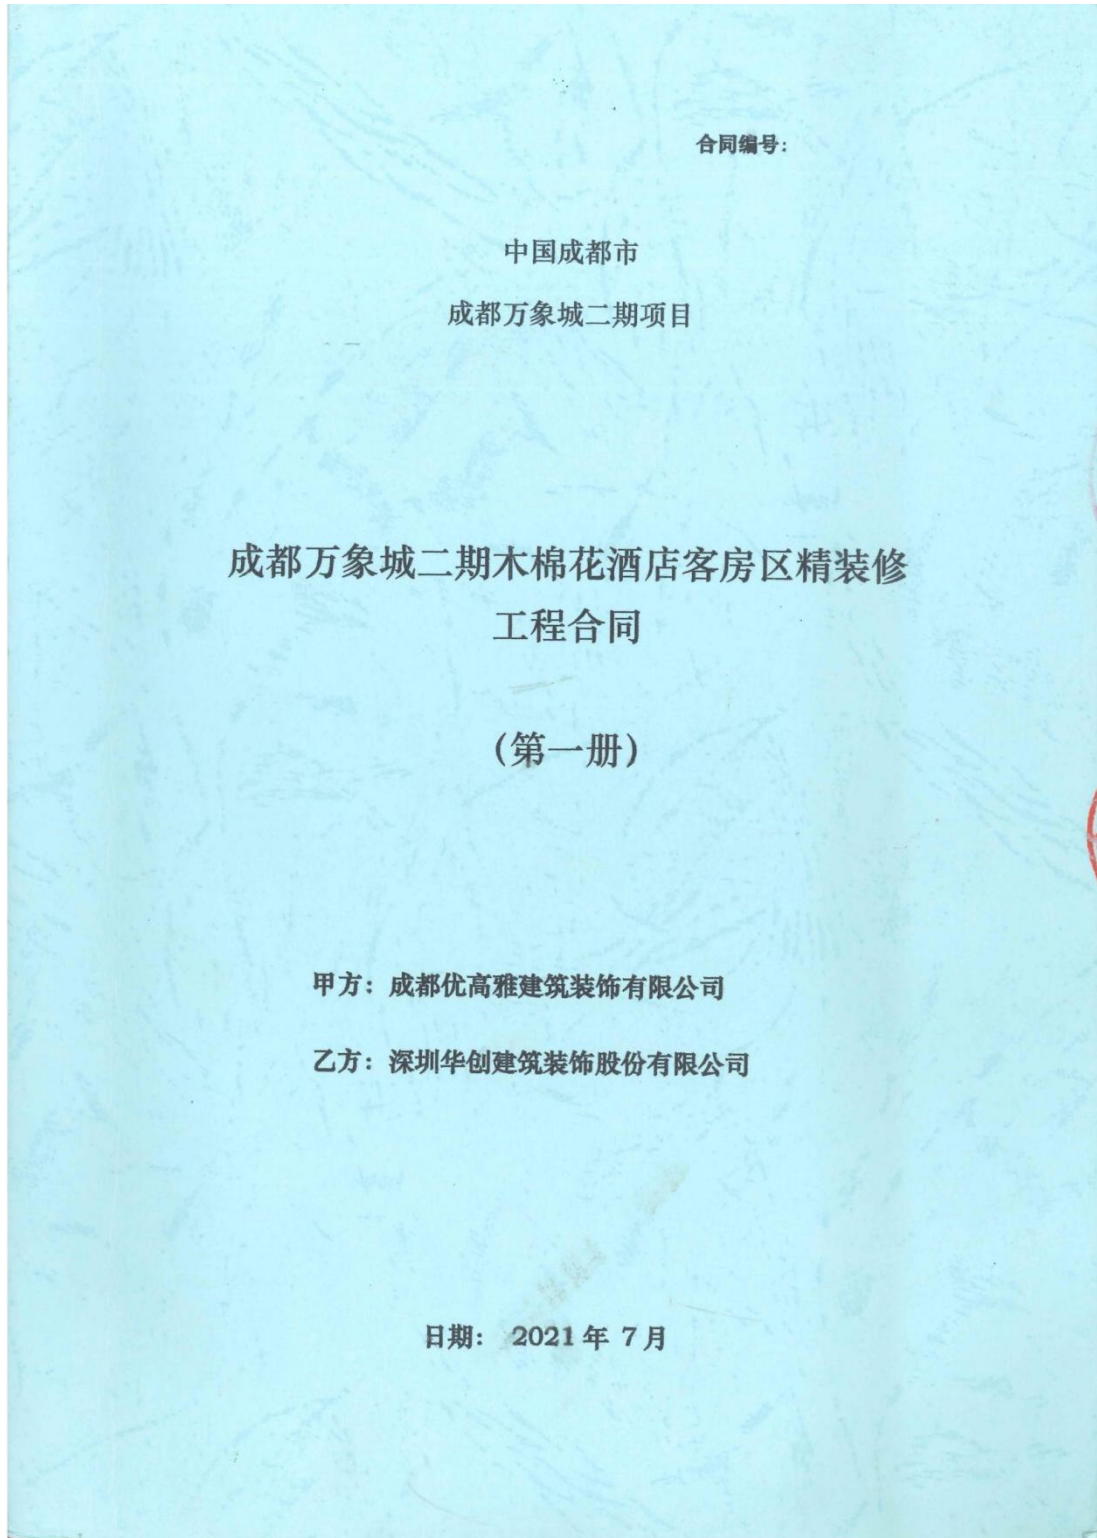 合同编号:
中国成都市
成都万象城二期项目
成都万象城二期木棉花酒店客房区精装修
工程合同
(第一册)
甲方: 成都优高雅建筑装饰有限公司
乙方: 深圳华创建筑装饰股份有限公司
日期: 2021 年 7 月